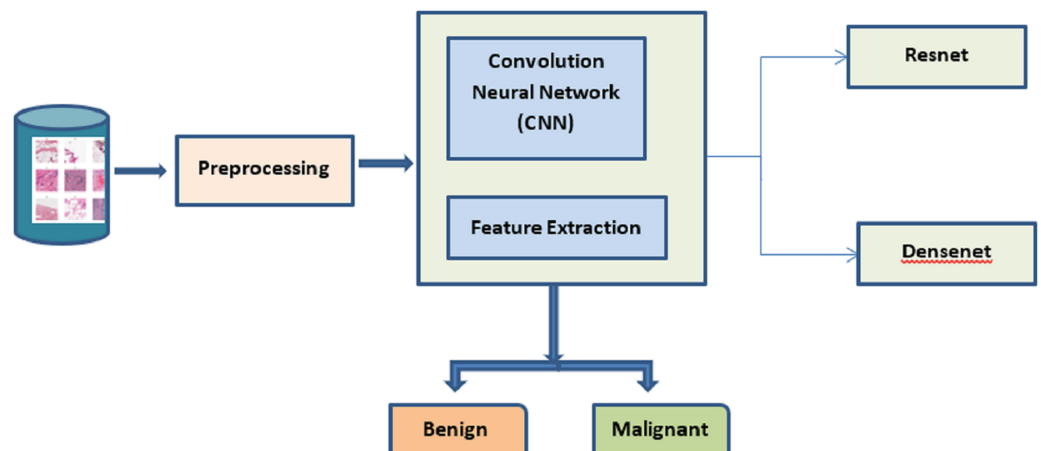 Convolution
Neural Network
(CNN)
Resnet
Preprocessing
Feature Extraction
Densenet
Benign
Malignant